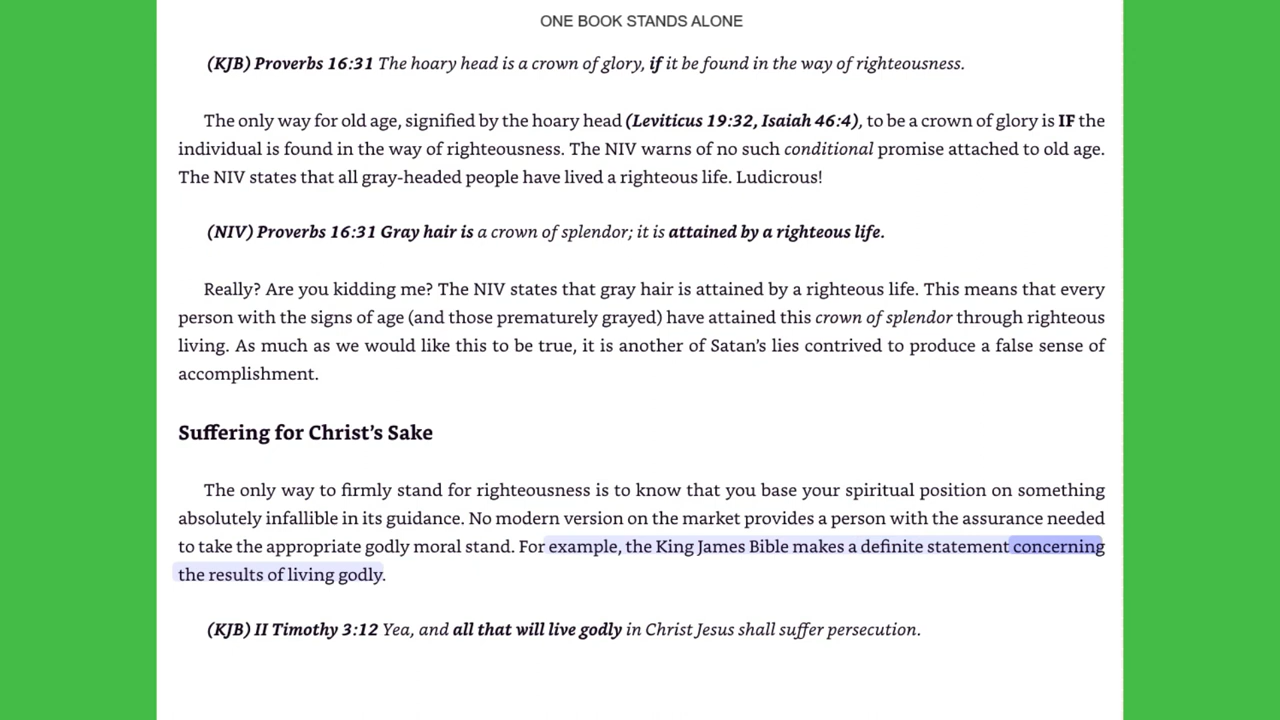 ONE BOOK STANDS ALONE
(KJB) Proverbs 16:31 The hoary head is a crown of glory, if it be found in the way of righteousness.
The only way for old age, signified by the hoary head (Leviticus 19:32, Isaiah 46:4), to be a crown of glory is IF the
individual is found in the way of righteousness. The NIV warns of no such conditional promise attached to old age.
The NIV states that all gray-headed people have lived a righteous life. Ludicrous!
(NIV) Proverbs 16:31 Gray hair is a crown of splendor; it is attained by a righteous life.
Really? Are you kidding me? The NIV states that gray hair is attained by a righteous life. This means that every
person with the signs of age (and those prematurely grayed) have attained this crown of splendor through righteous
living. As much as we would like this to be true, it is another of Satan's lies contrived to produce a false sense of
accomplishment.
Suffering for Christ's Sake
The only way to firmly stand for righteousness is to know that you base your spiritual position on something
absolutely infallible in its guidance. No modern version on the market provides a person with the assurance needed
to take the appropriate godly moral stand. For example, the King James Bible makes a definite statement concerning
the results of living godly.
(KJB) II Timothy 3:12 Yea, and all that will live godly in Christ Jesus shall suffer persecution.